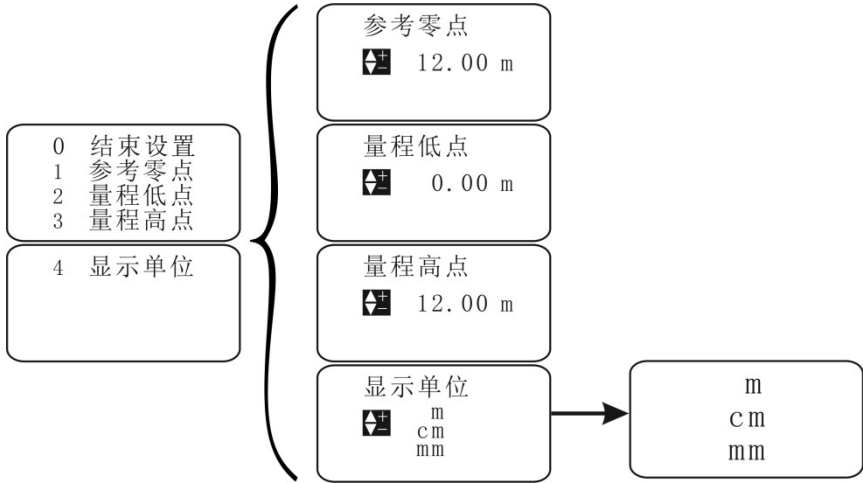 0 结束设置
1 参考零点
2 量程低点
3 量程高点
4 显示单位
参考零点
12.00 m
量程低点
0.00 m
量程高点
12.00 m
显示单位
m
cm
mm
m
cm
mm